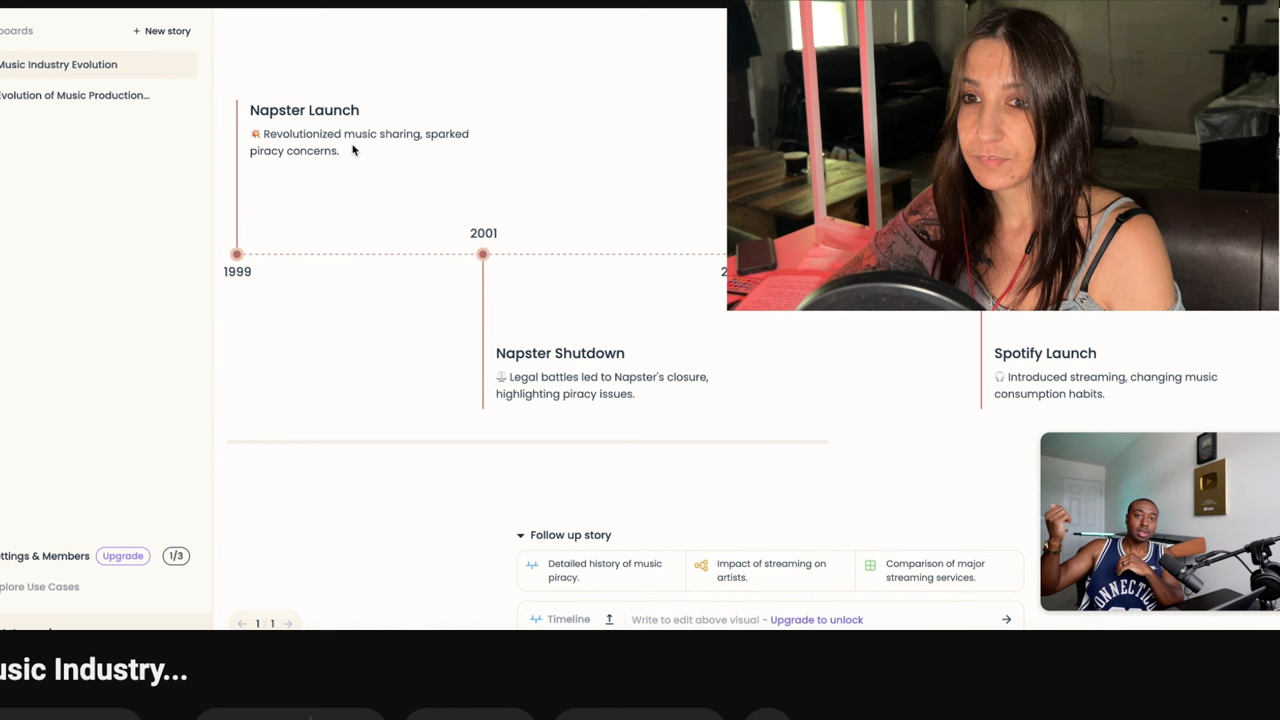 boards
+ New story
Music Industry Evolution
Evolution of Music Production...
Napster Launch
Revolutionized music sharing, sparked
piracy concerns.
2001
1999
2
Napster Shutdown
Legal battles led to Napster's closure,
highlighting piracy issues.
Spotify Launch
Introduced streaming, changing music
consumption habits.
Follow up story
Detailed history of music
piracy.
Impact of streaming on
artists.
Comparison of major
streaming services.
ttings & Members
Upgrade
1/3
plore Use Cases
← 1 / 1 →
Timeline
Write to edit above visual - Upgrade to unlock
CONNECTIC
usic Industry...